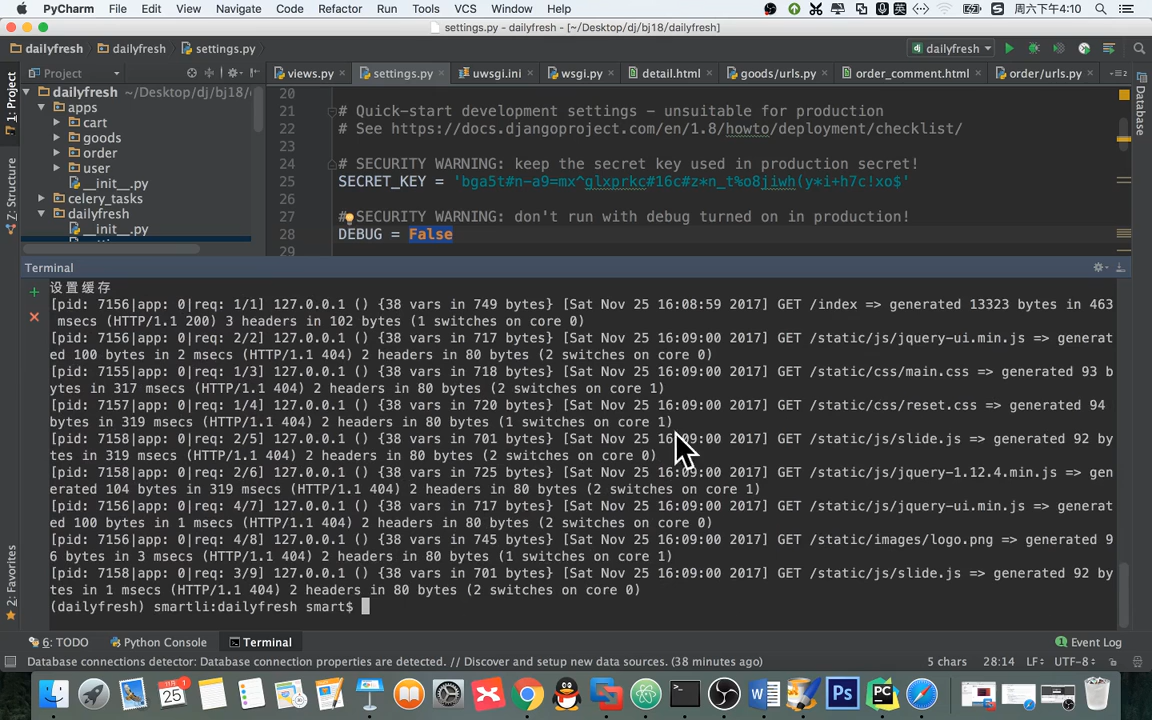 PyCharm File Edit View Navigate Code Refactor Run Tools VCS Window Help 周六下午4:10
settings.py - dailyfresh - [~/Desktop/dj/bj18/dailyfresh]
dailyfresh dailyfresh settings.py dailyfresh
Project views.py settings.py uwsgi.ini wsgi.py detail.html goods/urls.py order_comment.html order/urls.py
1: Project
Z: Structure
2: Favorites
Database
dailyfresh ~/Desktop/dj/bj18/
apps
cart
goods
order
user
__init__.py
celery_tasks
dailyfresh
__init__.py
20
21 # Quick-start development settings - unsuitable for production
22 # See https://docs.djangoproject.com/en/1.8/howto/deployment/checklist/
23
24 # SECURITY WARNING: keep the secret key used in production secret!
25 SECRET_KEY = 'bga5t#n-a9=mx^glxprkc#16c#z*n_t%o8jiwh(y*i+h7c!xo$'
26
27 # SECURITY WARNING: don't run with debug turned on in production!
28 DEBUG = False
29
Terminal
设置缓存
[pid: 7156|app: 0|req: 1/1] 127.0.0.1 () {38 vars in 749 bytes} [Sat Nov 25 16:08:59 2017] GET /index => generated 13323 bytes in 463
msecs (HTTP/1.1 200) 3 headers in 102 bytes (1 switches on core 0)
[pid: 7156|app: 0|req: 2/2] 127.0.0.1 () {38 vars in 717 bytes} [Sat Nov 25 16:09:00 2017] GET /static/js/jquery-ui.min.js => generat
ed 100 bytes in 2 msecs (HTTP/1.1 404) 2 headers in 80 bytes (2 switches on core 0)
[pid: 7155|app: 0|req: 1/3] 127.0.0.1 () {38 vars in 718 bytes} [Sat Nov 25 16:09:00 2017] GET /static/css/main.css => generated 93 b
ytes in 317 msecs (HTTP/1.1 404) 2 headers in 80 bytes (2 switches on core 1)
[pid: 7157|app: 0|req: 1/4] 127.0.0.1 () {38 vars in 720 bytes} [Sat Nov 25 16:09:00 2017] GET /static/css/reset.css => generated 94
bytes in 319 msecs (HTTP/1.1 404) 2 headers in 80 bytes (1 switches on core 1)
[pid: 7158|app: 0|req: 2/5] 127.0.0.1 () {38 vars in 701 bytes} [Sat Nov 25 16:09:00 2017] GET /static/js/slide.js => generated 92 by
tes in 319 msecs (HTTP/1.1 404) 2 headers in 80 bytes (2 switches on core 0)
[pid: 7158|app: 0|req: 2/6] 127.0.0.1 () {38 vars in 725 bytes} [Sat Nov 25 16:09:00 2017] GET /static/js/jquery-1.12.4.min.js => gen
erated 104 bytes in 319 msecs (HTTP/1.1 404) 2 headers in 80 bytes (2 switches on core 1)
[pid: 7156|app: 0|req: 4/7] 127.0.0.1 () {38 vars in 717 bytes} [Sat Nov 25 16:09:00 2017] GET /static/js/jquery-ui.min.js => generat
ed 100 bytes in 1 msecs (HTTP/1.1 404) 2 headers in 80 bytes (2 switches on core 0)
[pid: 7156|app: 0|req: 4/8] 127.0.0.1 () {38 vars in 745 bytes} [Sat Nov 25 16:09:00 2017] GET /static/images/logo.png => generated 9
6 bytes in 3 msecs (HTTP/1.1 404) 2 headers in 80 bytes (1 switches on core 1)
[pid: 7158|app: 0|req: 3/9] 127.0.0.1 () {38 vars in 701 bytes} [Sat Nov 25 16:09:00 2017] GET /static/js/slide.js => generated 92 by
tes in 1 msecs (HTTP/1.1 404) 2 headers in 80 bytes (2 switches on core 0)
(dailyfresh) smartli:dailyfresh smart$
6: TODO Python Console Terminal 1 Event Log
Database connections detector: Database connection properties are detected. // Discover and setup new data sources. (38 minutes ago) 5 chars 28:14 LF÷ UTF-8÷
25 W Ps PC